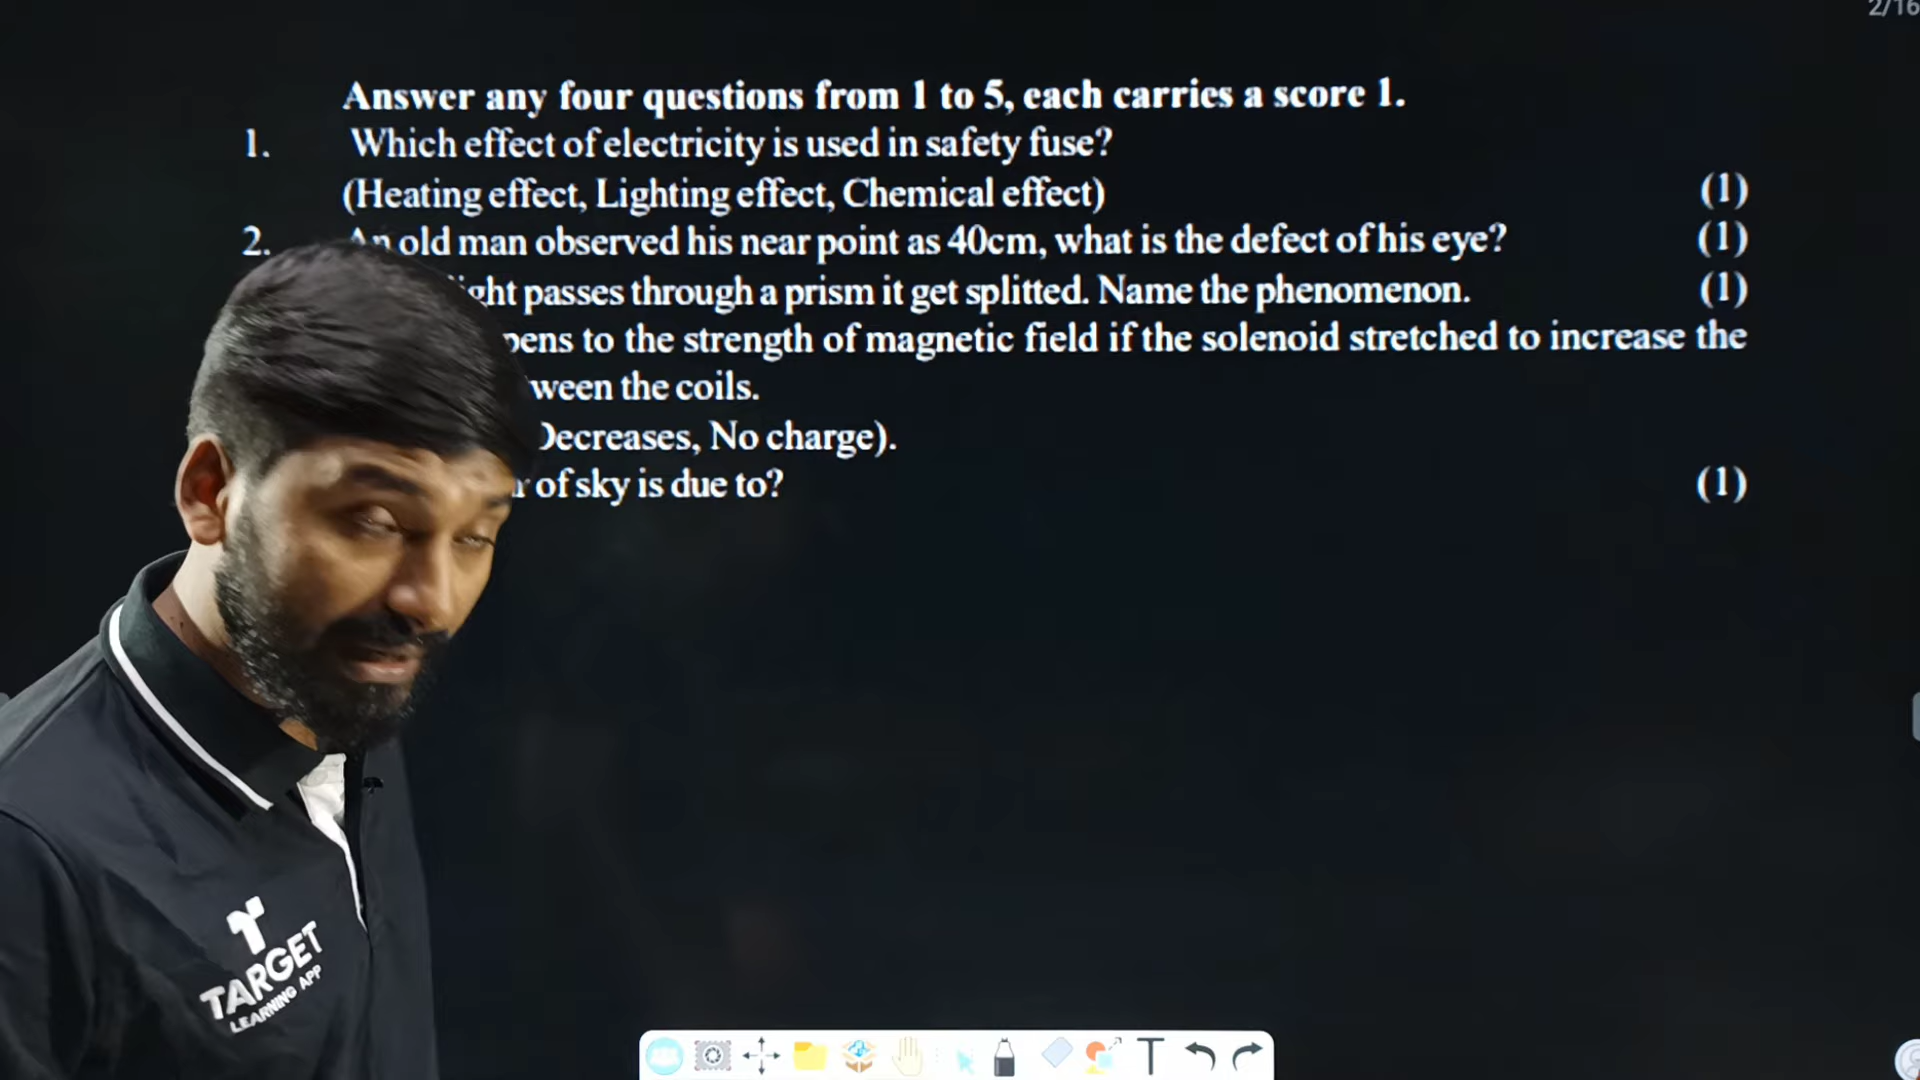 2/16
Answer any four questions from 1 to 5, each carries a score 1.
1. Which effect of electricity is used in safety fuse?
(Heating effect, Lighting effect, Chemical effect) (1)
2. An old man observed his near point as 40cm, what is the defect of his eye? (1)
passes through a prism it get splitted. Name the phenomenon. (1)
to the strength of magnetic field if the solenoid stretched to increase the
the coils.
Decreases, No charge).
of sky is due to? (1)
TARGET
LEARNING APP
T